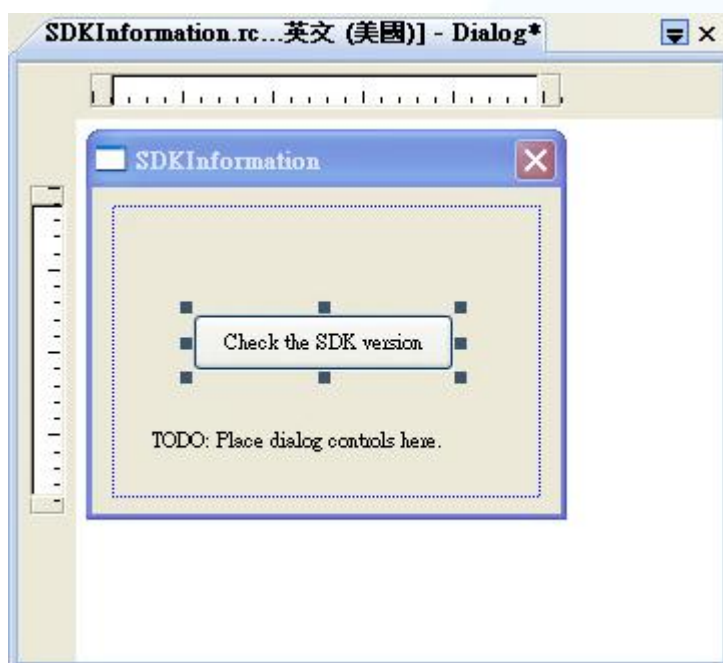 SDKInformation.rc...英文 (美國)] - Dialog*
SDKInformation
Check the SDK version
TODO: Place dialog controls here.